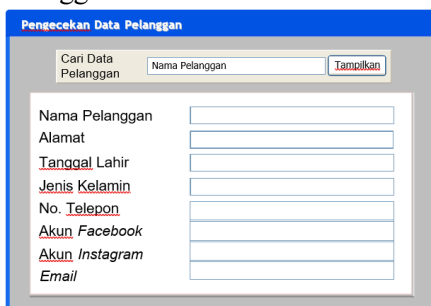 Pengecekan Data Pelanggan
Cari Data
Pelanggan
Nama Pelanggan
Tampilkan
Nama Pelanggan
Alamat
Tanggal Lahir
Jenis Kelamin
No. Telepon
Akun Facebook
Akun Instagram
Email